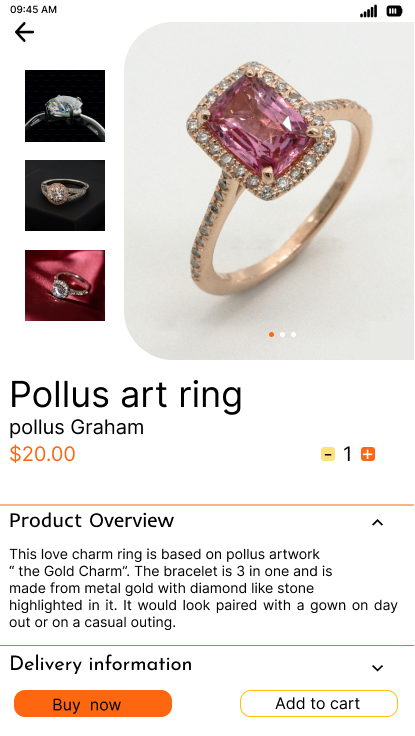 09:45 AM
Pollus art ring
pollus Graham
$20.00
- 1 +
Product Overview
This love charm ring is based on pollus artwork
“ the Gold Charm”. The bracelet is 3 in one and is
made from metal gold with diamond like stone
highlighted in it. It would look paired with a gown on day
out or on a casual outing.
Delivery information
Buy now
Add to cart